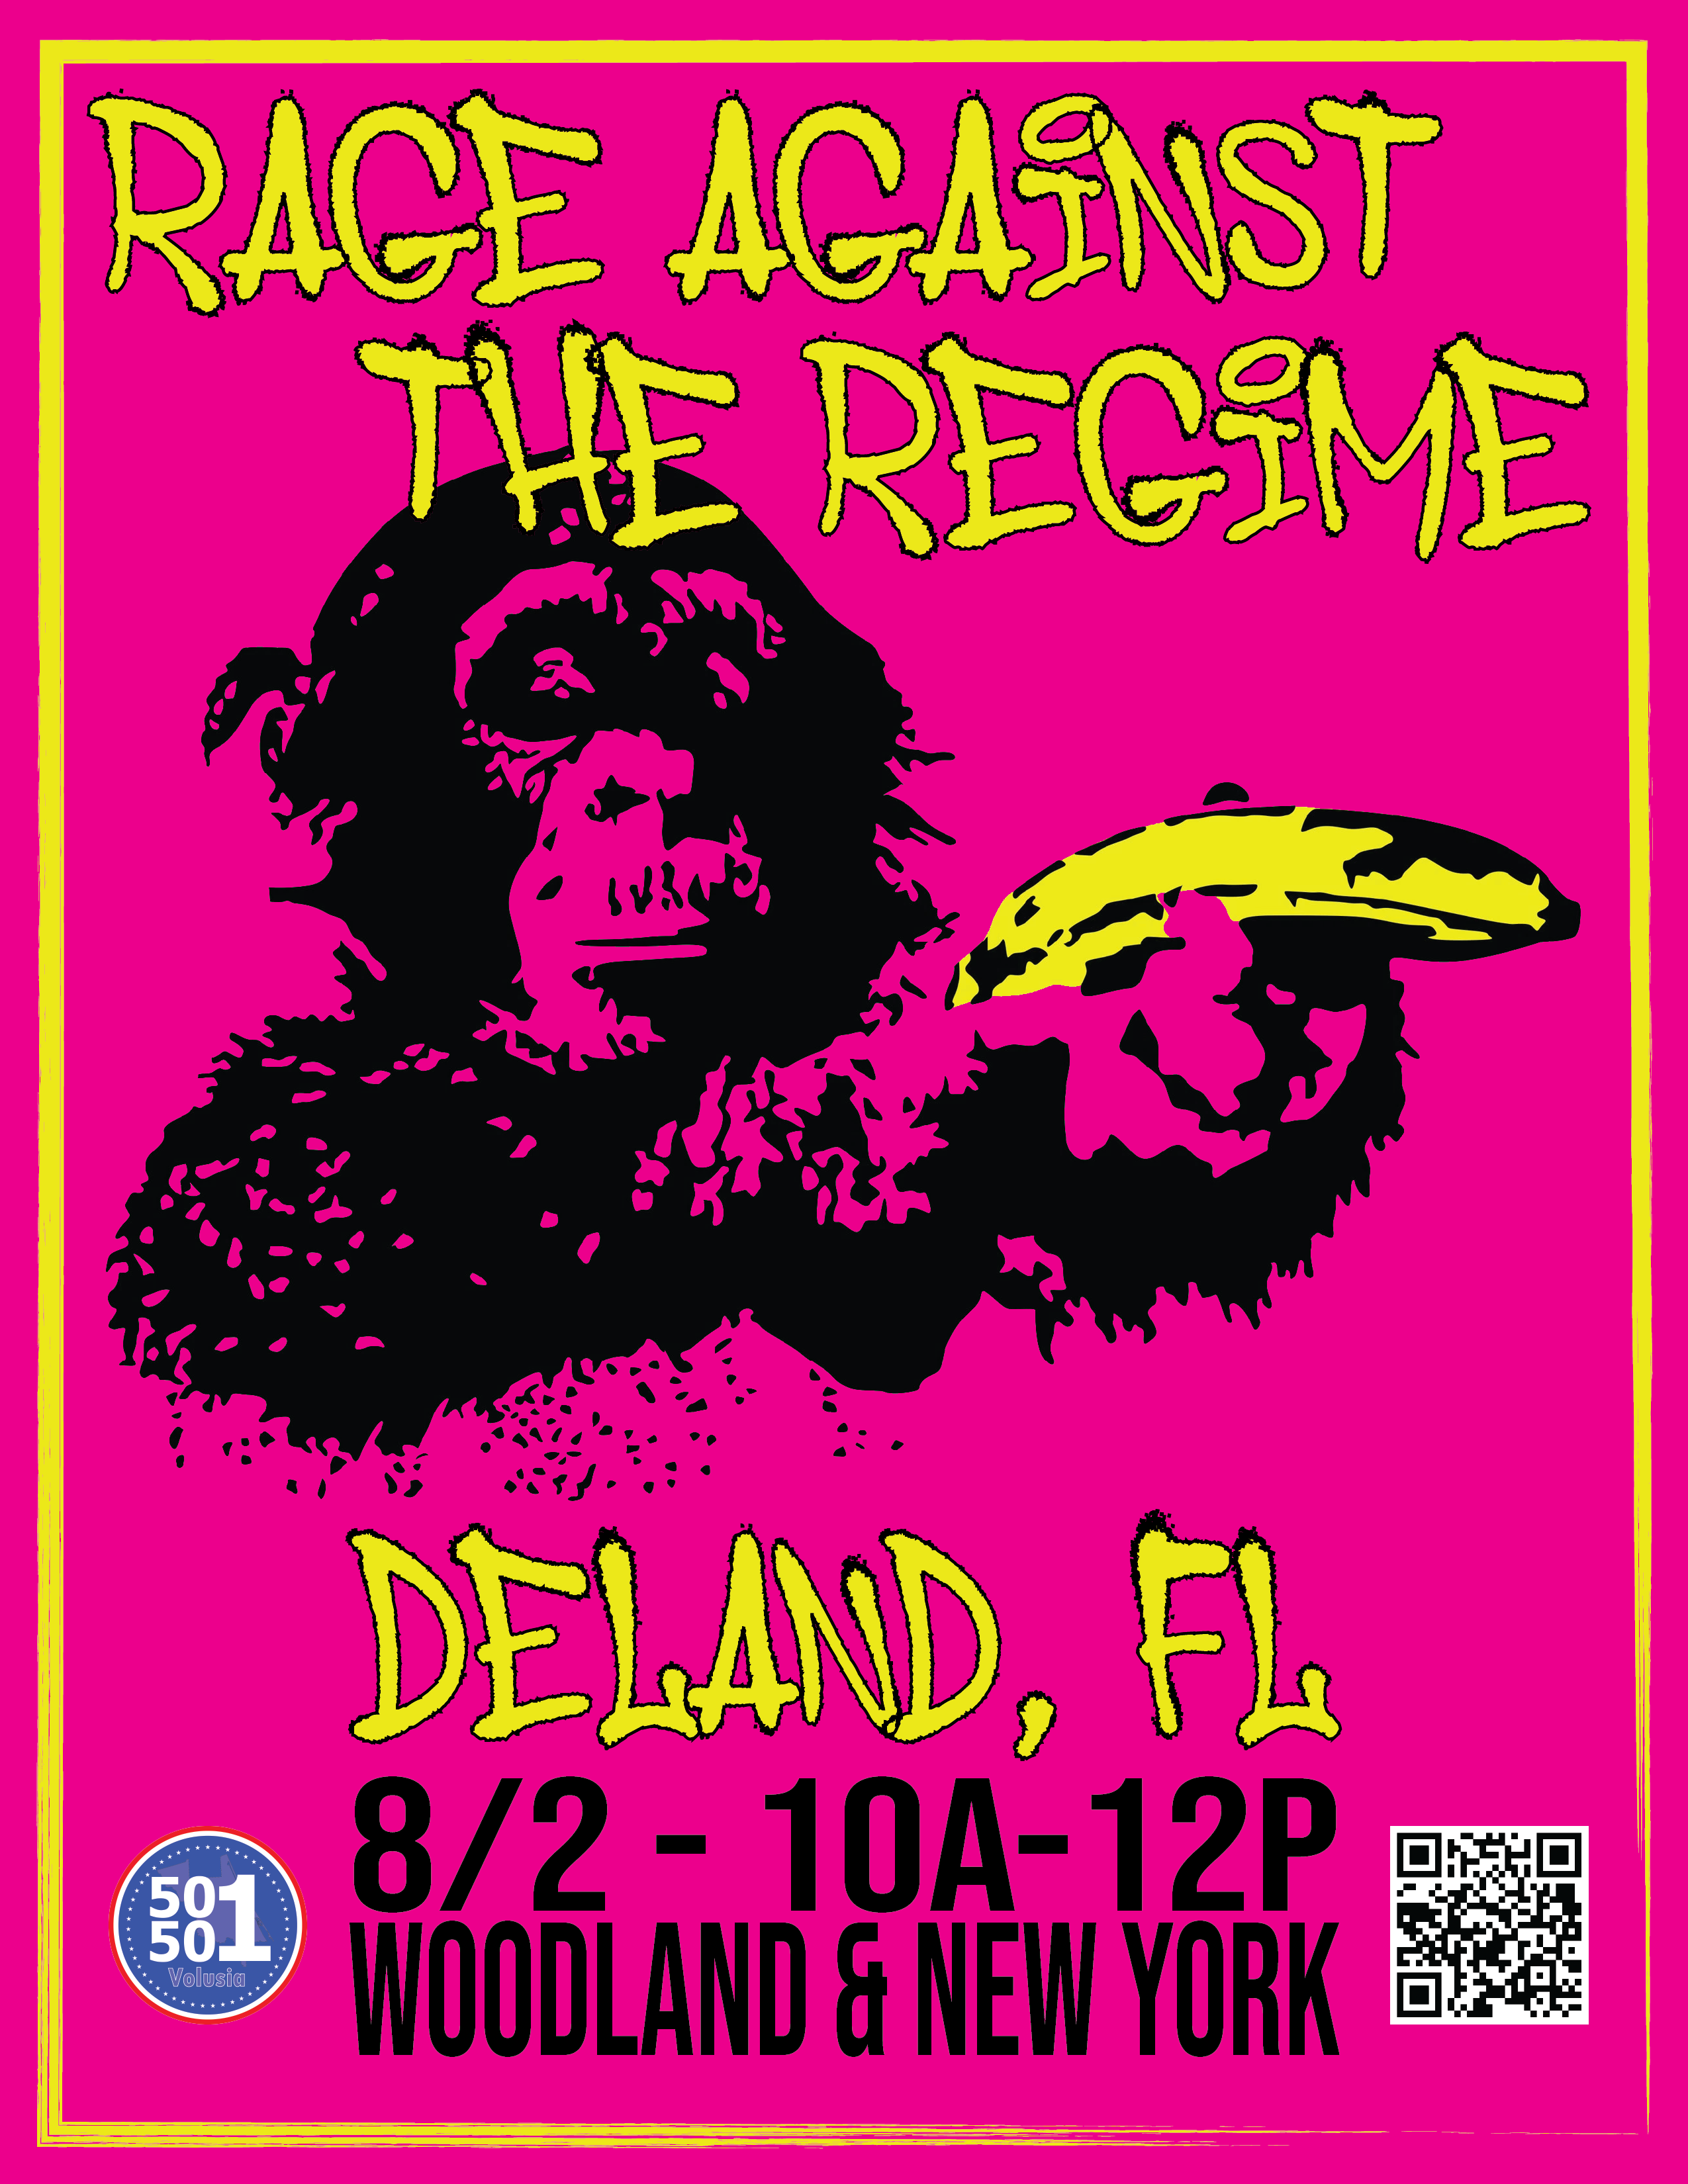 RAGE AGAINST
THE REGIME
DELAND, FL
8/2 - 10A-12P
WOODLAND & NEW YORK
50
50
1
Volusia